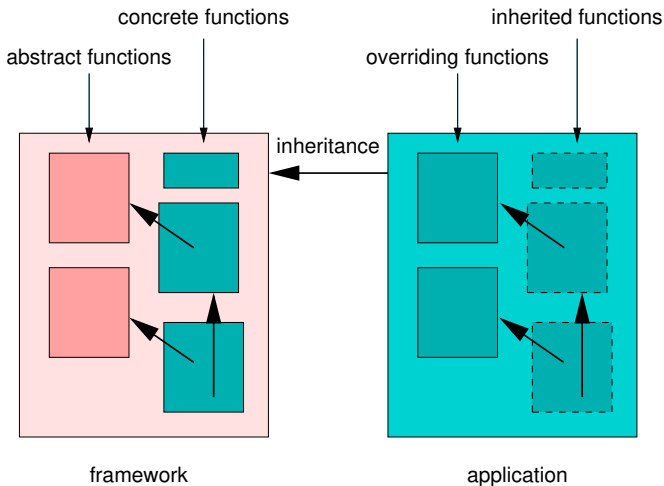 concrete functions
inherited functions
abstract functions
overriding functions
inheritance
framework
application